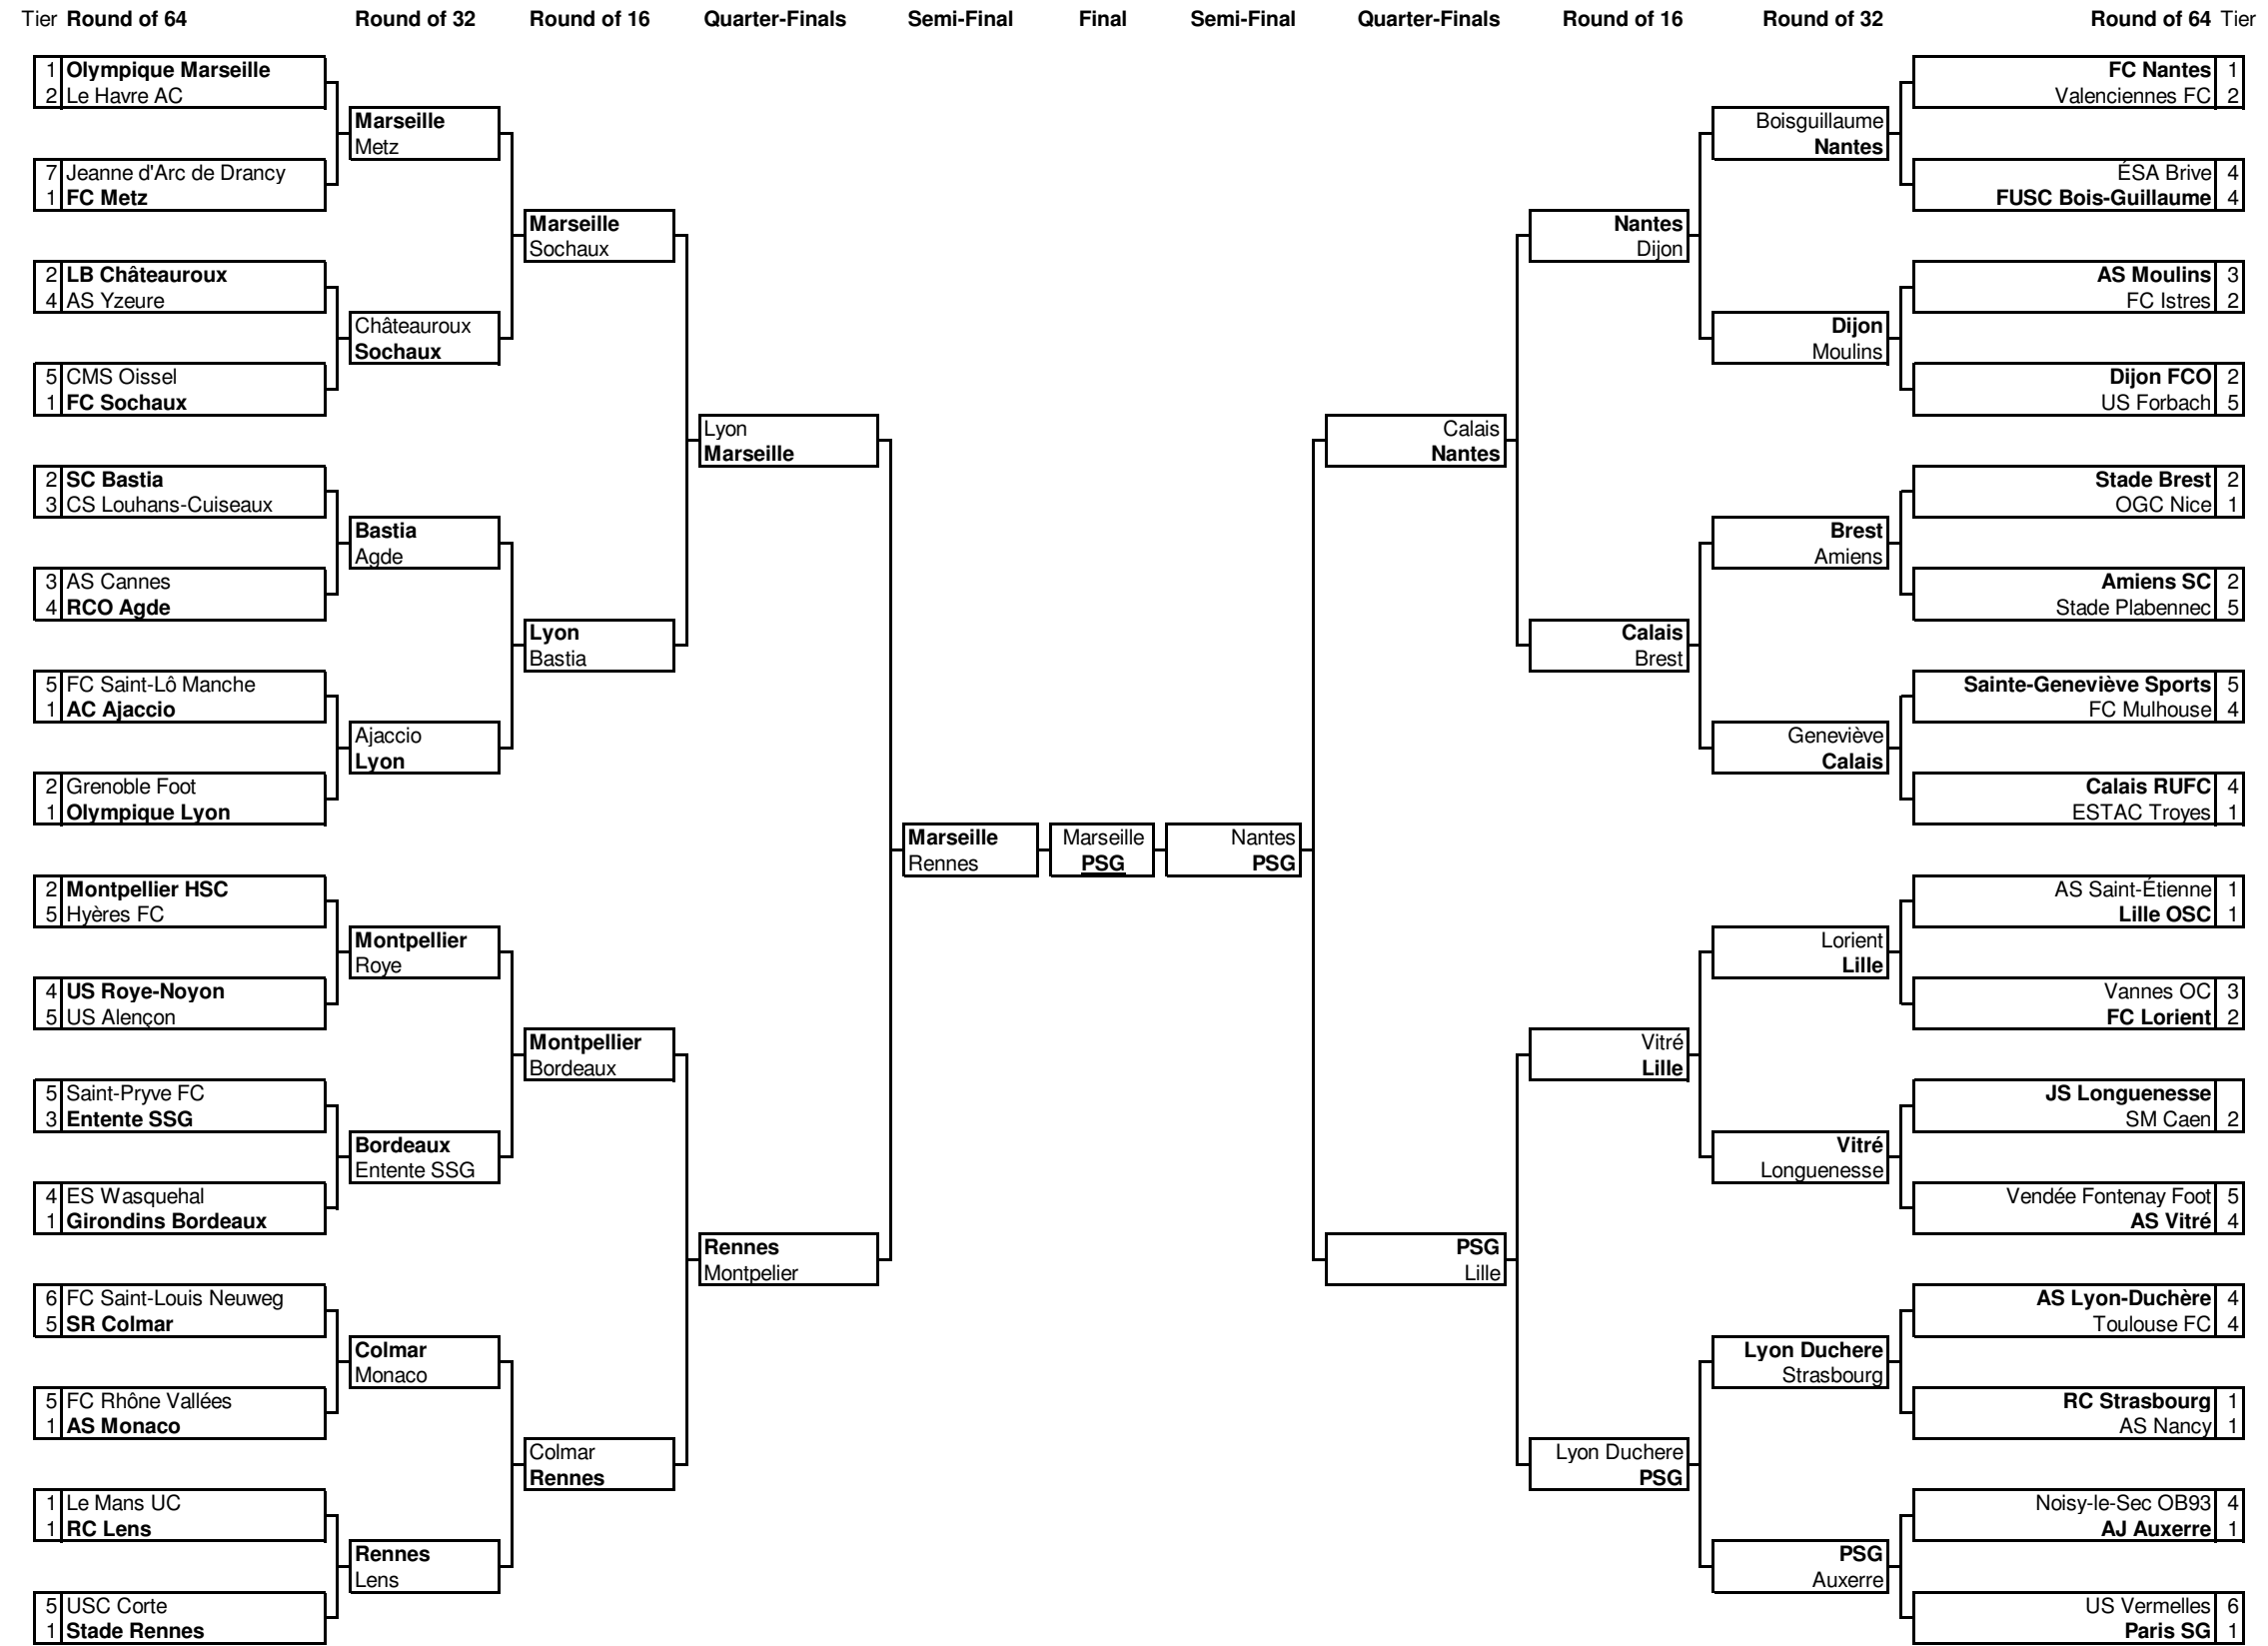 Tier Round of 64 Round of 32 Round of 16 Quarter-Finals Semi-Final Final Semi-Final Quarter-Finals Round of 16 Round of 32 Round of 64 Tier
1 Olympique Marseille
2 Le Havre AC
7 Jeanne d'Arc de Drancy
1 FC Metz
2 LB Châteauroux
4 AS Yzeure
5 CMS Oissel
1 FC Sochaux
2 SC Bastia
3 CS Louhans-Cuiseaux
3 AS Cannes
4 RCO Agde
5 FC Saint-Lô Manche
1 AC Ajaccio
2 Grenoble Foot
1 Olympique Lyon
2 Montpellier HSC
5 Hyères FC
4 US Roye-Noyon
5 US Alençon
5 Saint-Pryve FC
3 Entente SSG
4 ES Wasquehal
1 Girondins Bordeaux
6 FC Saint-Louis Neuweg
5 SR Colmar
5 FC Rhône Vallées
1 AS Monaco
1 Le Mans UC
1 RC Lens
5 USC Corte
1 Stade Rennes
Marseille
Metz
Châteauroux
Sochaux
Bastia
Agde
Ajaccio
Lyon
Montpellier
Roye
Bordeaux
Entente SSG
Colmar
Monaco
Rennes
Lens
Marseille
Sochaux
Lyon
Bastia
Montpellier
Bordeaux
Colmar
Rennes
Lyon
Marseille
Rennes
Montpelier
Marseille
Rennes
Marseille
PSG
Nantes
PSG
Calais
Nantes
PSG
Lille
Nantes
Dijon
Calais
Brest
Vitré
Lille
Lyon Duchere
PSG
Boisguillaume
Nantes
Dijon
Moulins
Brest
Amiens
Geneviève
Calais
Lorient
Lille
Vitré
Longuenesse
Lyon Duchere
Strasbourg
PSG
Auxerre
FC Nantes 1
Valenciennes FC 2
ÉSA Brive 4
FUSC Bois-Guillaume 4
AS Moulins 3
FC Istres 2
Dijon FCO 2
US Forbach 5
Stade Brest 2
OGC Nice 1
Amiens SC 2
Stade Plabennec 5
Sainte-Geneviève Sports 5
FC Mulhouse 4
Calais RUFC 4
ESTAC Troyes 1
AS Saint-Étienne 1
Lille OSC 1
Vannes OC 3
FC Lorient 2
JS Longuenesse
SM Caen 2
Vendée Fontenay Foot 5
AS Vitré 4
AS Lyon-Duchère 4
Toulouse FC 4
RC Strasbourg 1
AS Nancy 1
Noisy-le-Sec OB93 4
AJ Auxerre 1
US Vermelles 6
Paris SG 1